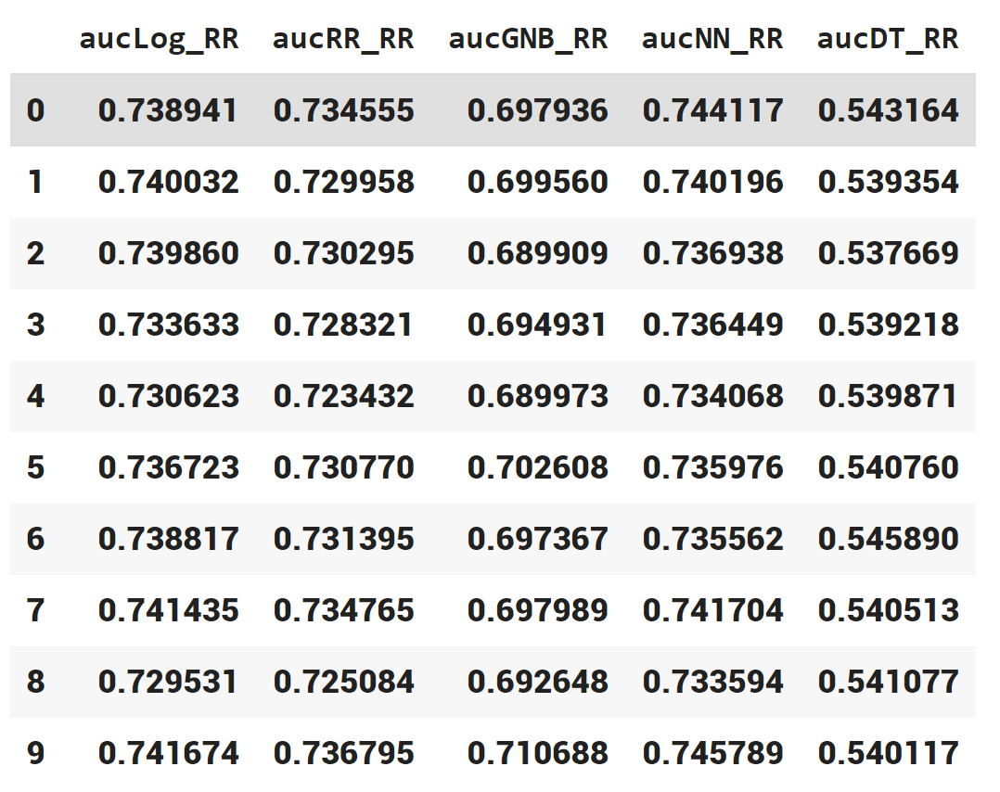 aucLog_RR aucRR_RR aucGNB_RR aucNN_RR aucDT_RR
0 0.738941 0.734555 0.697936 0.744117 0.543164
1 0.740032 0.729958 0.699560 0.740196 0.539354
2 0.739860 0.730295 0.689909 0.736938 0.537669
3 0.733633 0.728321 0.694931 0.736449 0.539218
4 0.730623 0.723432 0.689973 0.734068 0.539871
5 0.736723 0.730770 0.702608 0.735976 0.540760
6 0.738817 0.731395 0.697367 0.735562 0.545890
7 0.741435 0.734765 0.697989 0.741704 0.540513
8 0.729531 0.725084 0.692648 0.733594 0.541077
9 0.741674 0.736795 0.710688 0.745789 0.540117